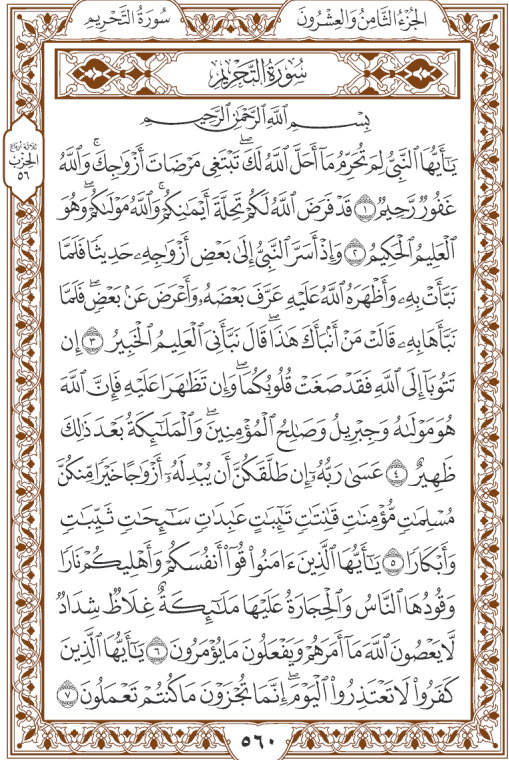 الجزء الثامن والعشرون
سورة التحريم
سورة التحريم
ثلاثة أرباع
الحزب
٥٦
بِسْمِ ٱللَّهِ ٱلرَّحْمَٰنِ ٱلرَّحِيمِ
يَٰٓأَيُّهَا ٱلنَّبِيُّ لِمَ تُحَرِّمُ مَآ أَحَلَّ ٱللَّهُ لَكَۖ تَبْتَغِى مَرْضَاتَ أَزْوَٰجِكَۚ وَٱللَّهُ
غَفُورٌ رَّحِيمٌ ١ قَدْ فَرَضَ ٱللَّهُ لَكُمْ تَحِلَّةَ أَيْمَٰنِكُمْۚ وَٱللَّهُ مَوْلَىٰكُمْۖ وَهُوَ
ٱلْعَلِيمُ ٱلْحَكِيمُ ٢ وَإِذْ أَسَرَّ ٱلنَّبِيُّ إِلَىٰ بَعْضِ أَزْوَٰجِهِۦ حَدِيثًا فَلَمَّا
نَبَّأَتْ بِهِۦ وَأَظْهَرَهُ ٱللَّهُ عَلَيْهِ عَرَّفَ بَعْضَهُۥ وَأَعْرَضَ عَنۢ بَعْضٍۖ فَلَمَّا
نَبَّأَهَا بِهِۦ قَالَتْ مَنْ أَنۢبَأَكَ هَٰذَاۖ قَالَ نَبَّأَنِىَ ٱلْعَلِيمُ ٱلْخَبِيرُ ٣ إِن
تَتُوبَآ إِلَى ٱللَّهِ فَقَدْ صَغَتْ قُلُوبُكُمَاۖ وَإِن تَظَٰهَرَا عَلَيْهِ فَإِنَّ ٱللَّهَ
هُوَ مَوْلَىٰهُ وَجِبْرِيلُ وَصَٰلِحُ ٱلْمُؤْمِنِينَۖ وَٱلْمَلَٰٓئِكَةُ بَعْدَ ذَٰلِكَ
ظَهِيرٌ ٤ عَسَىٰ رَبُّهُۥٓ إِن طَلَّقَكُنَّ أَن يُبْدِلَهُۥٓ أَزْوَٰجًا خَيْرًا مِّنكُنَّ
مُسْلِمَٰتٍ مُّؤْمِنَٰتٍ قَٰنِتَٰتٍ تَٰٓئِبَٰتٍ عَٰبِدَٰتٍ سَٰٓئِحَٰتٍ ثَيِّبَٰتٍ
وَأَبْكَارًا ٥ يَٰٓأَيُّهَا ٱلَّذِينَ ءَامَنُوا۟ قُوٓا۟ أَنفُسَكُمْ وَأَهْلِيكُمْ نَارًا
وَقُودُهَا ٱلنَّاسُ وَٱلْحِجَارَةُ عَلَيْهَا مَلَٰٓئِكَةٌ غِلَاظٌ شِدَادٌ
لَّا يَعْصُونَ ٱللَّهَ مَآ أَمَرَهُمْ وَيَفْعَلُونَ مَا يُؤْمَرُونَ ٦ يَٰٓأَيُّهَا ٱلَّذِينَ
كَفَرُوا۟ لَا تَعْتَذِرُوا۟ ٱلْيَوْمَۖ إِنَّمَا تُجْزَوْنَ مَا كُنتُمْ تَعْمَلُونَ ٧
٥٦٠